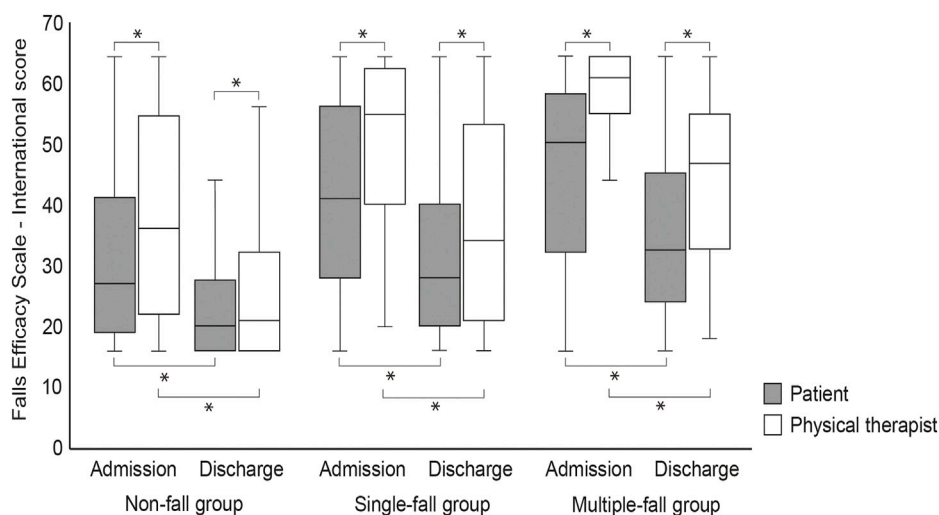 Falls Efficacy Scale - International score
70
60
50
40
30
20
10
0
* * * * * *
* * *
* * *
Patient
Physical therapist
Admission Discharge Admission Discharge Admission Discharge
Non-fall group Single-fall group Multiple-fall group